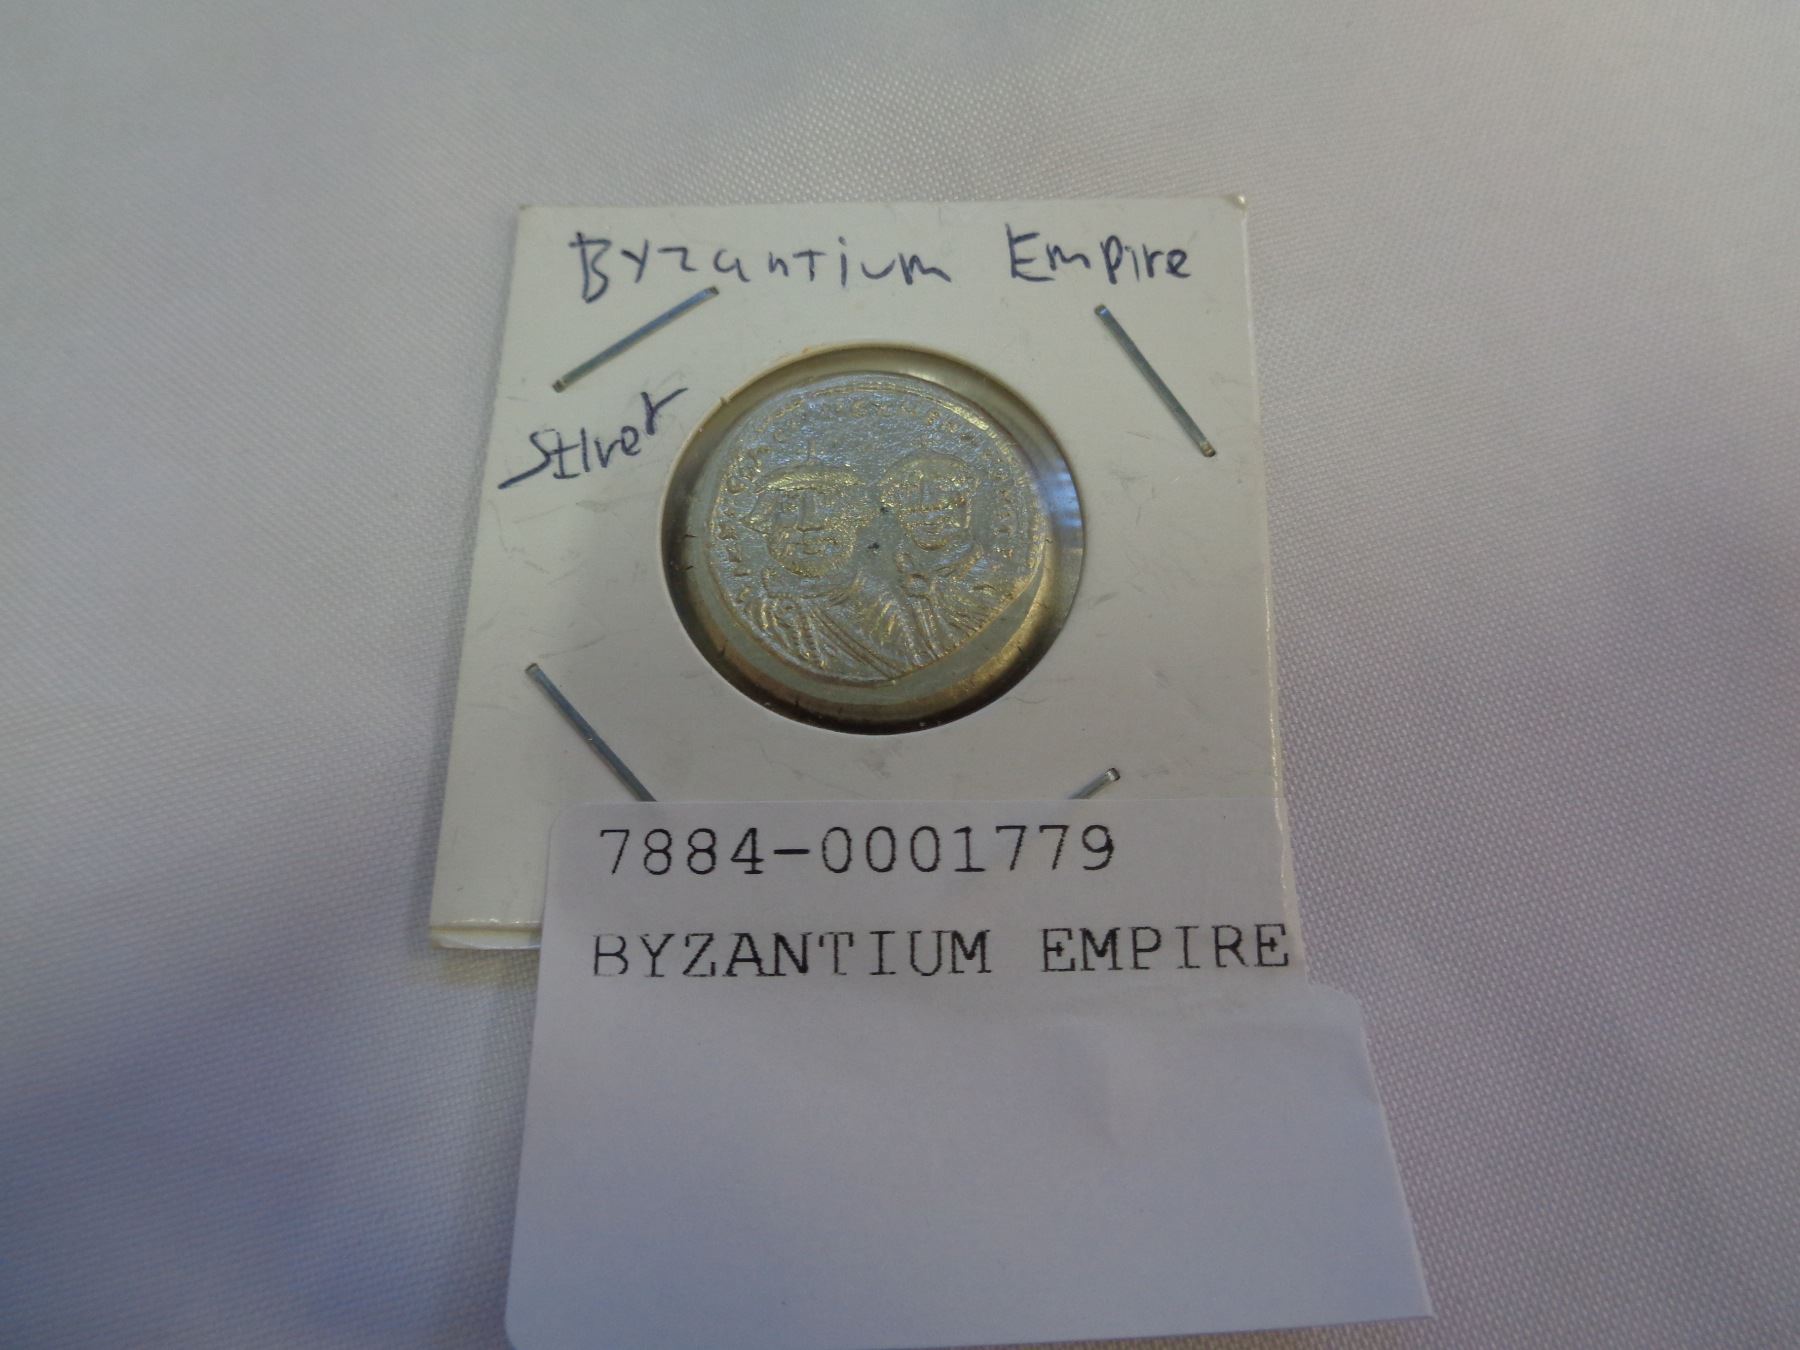 Byzantium Empire
Silver
7884-0001779
BYZANTIUM EMPIRE